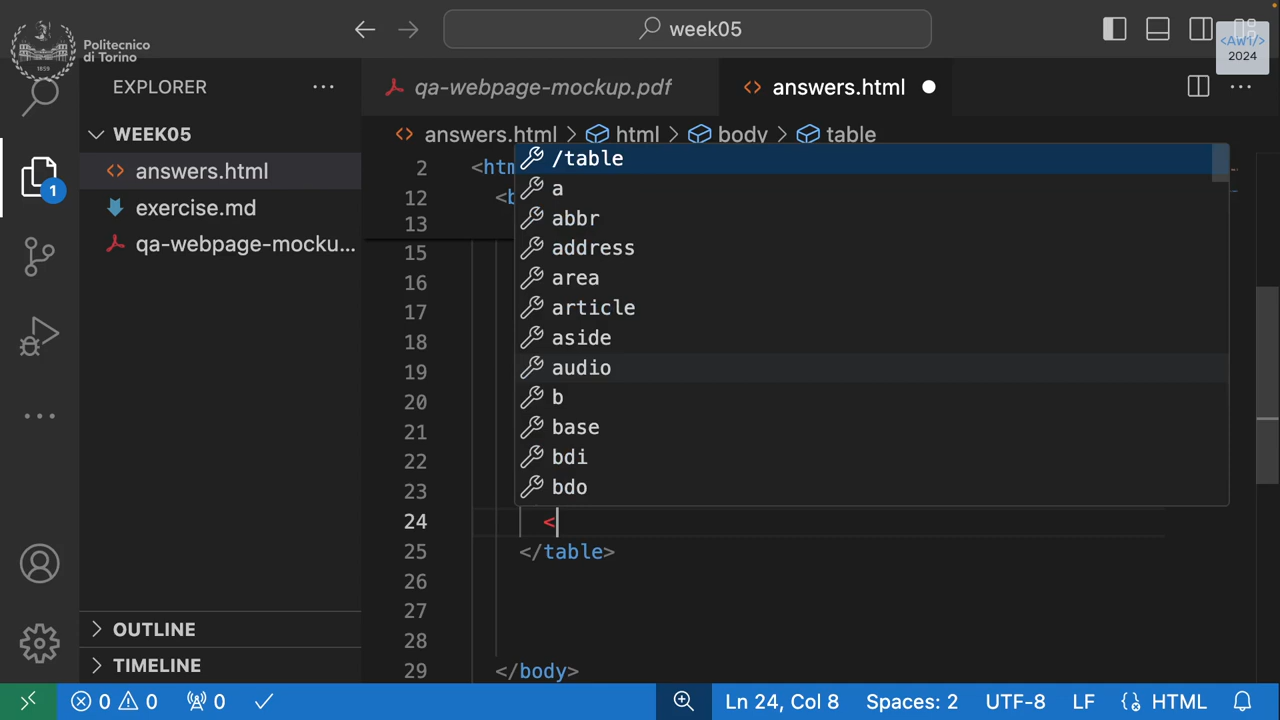 Politecnico
di Torino
week05
<AW1/>
2024
EXPLORER
qa-webpage-mockup.pdf
answers.html
WEEK05
answers.html
exercise.md
qa-webpage-mocku...
answers.html > html > body > table
2 <htm
12 <b
13
15
16
17
18
19
20
21
22
23
24 <
25 </table>
26
27
28
29 </body>
/table
a
abbr
address
area
article
aside
audio
b
base
bdi
bdo
1
OUTLINE
TIMELINE
0 0 0 Ln 24, Col 8 Spaces: 2 UTF-8 LF HTML